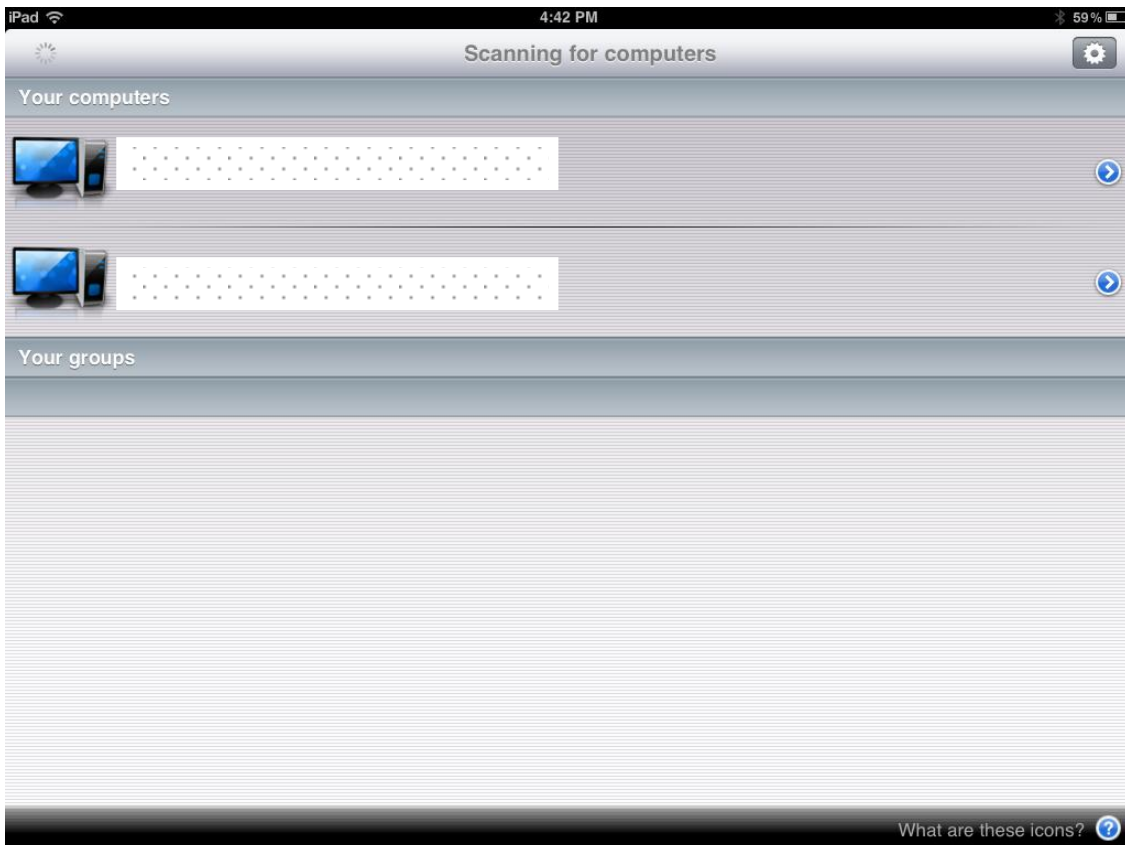 iPad 4:42 PM 59%
Scanning for computers
Your computers
Your groups
What are these icons? ?